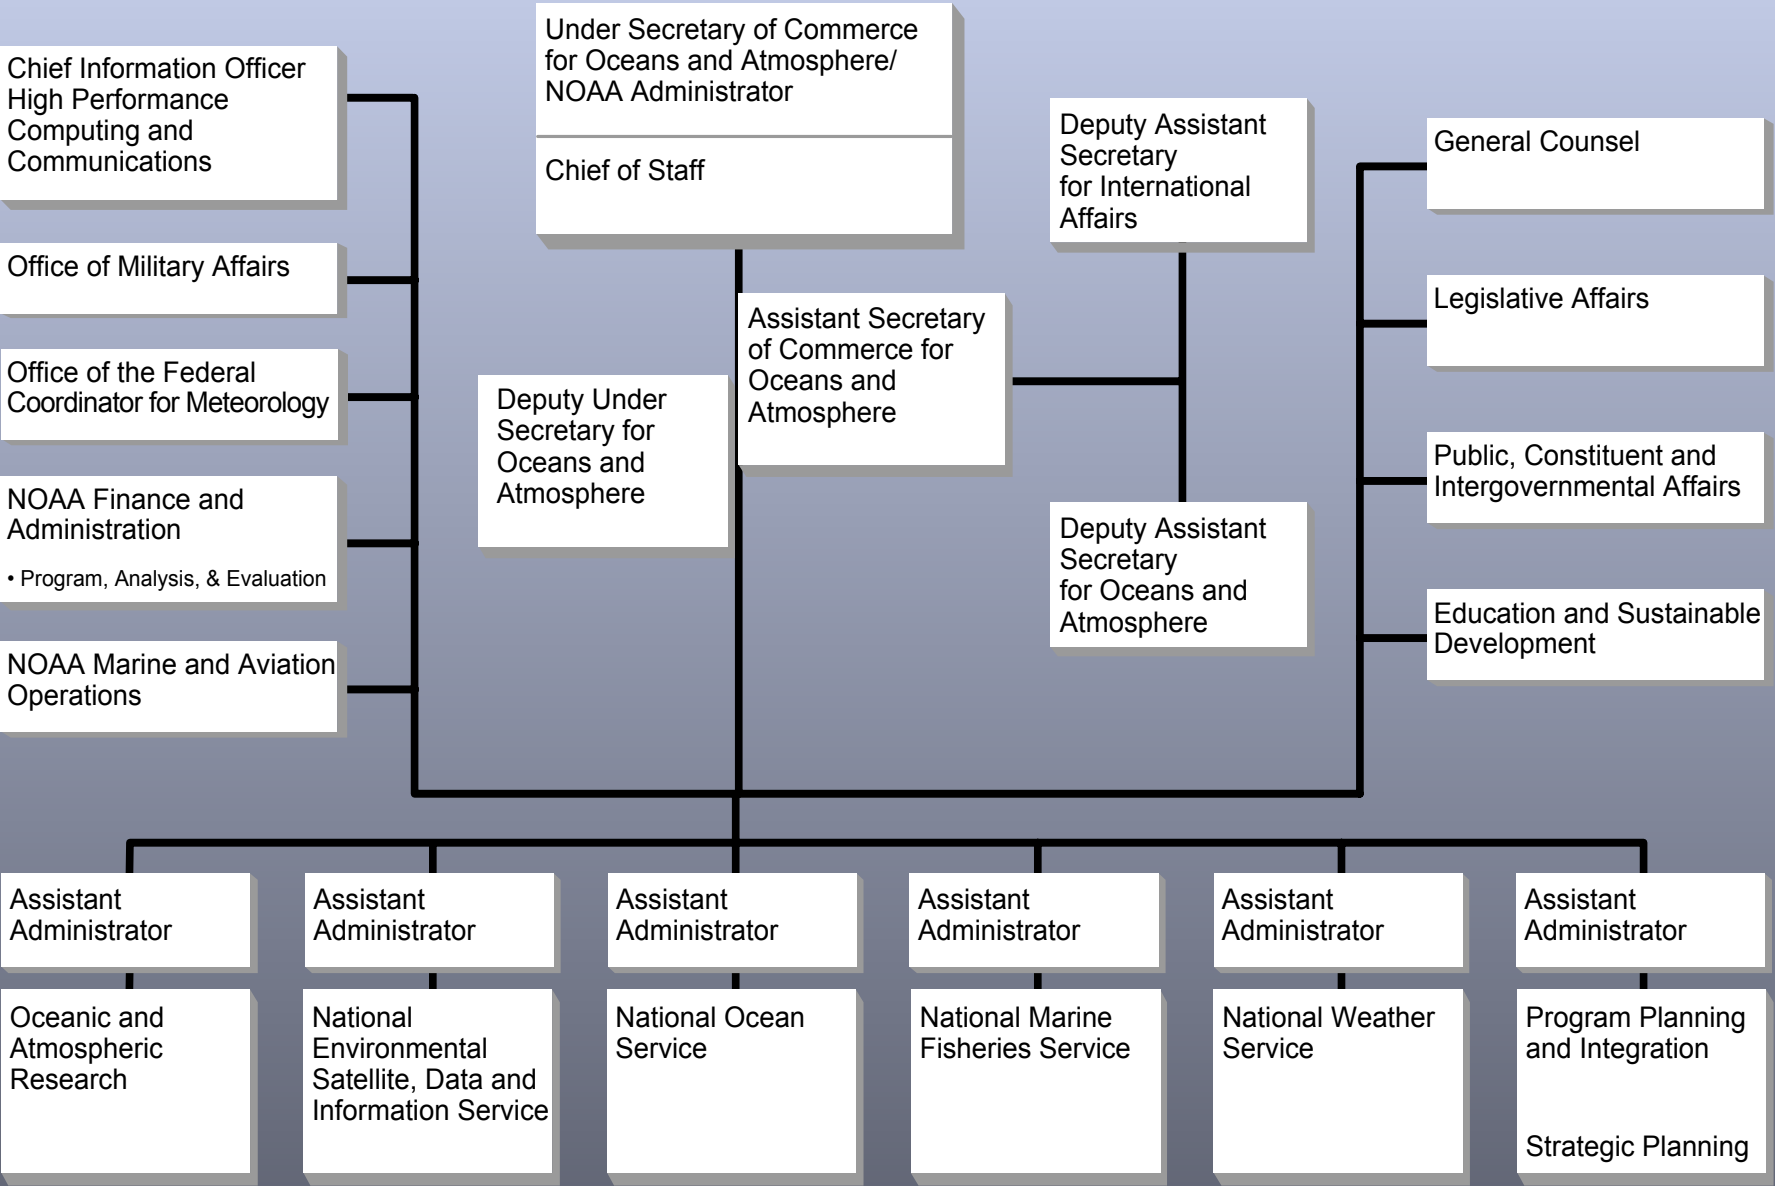 Under Secretary of Commerce
for Oceans and Atmosphere/
NOAA Administrator
Chief of Staff
Chief Information Officer
High Performance
Computing and
Communications
Office of Military Affairs
Office of the Federal
Coordinator for Meteorology
NOAA Finance and
Administration
• Program, Analysis, & Evaluation
NOAA Marine and Aviation
Operations
Deputy Under
Secretary for
Oceans and
Atmosphere
Assistant Secretary
of Commerce for
Oceans and
Atmosphere
Deputy Assistant
Secretary
for International
Affairs
Deputy Assistant
Secretary
for Oceans and
Atmosphere
General Counsel
Legislative Affairs
Public, Constituent and
Intergovernmental Affairs
Education and Sustainable
Development
Assistant
Administrator
Oceanic and
Atmospheric
Research
Assistant
Administrator
National
Environmental
Satellite, Data and
Information Service
Assistant
Administrator
National Ocean
Service
Assistant
Administrator
National Marine
Fisheries Service
Assistant
Administrator
National Weather
Service
Assistant
Administrator
Program Planning
and Integration
Strategic Planning